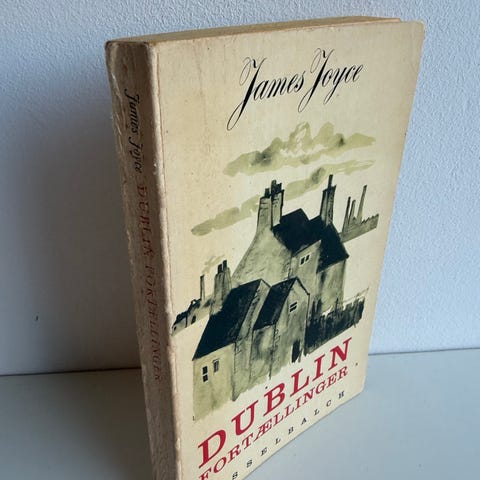 James Joyce
DUBLIN
FORTÆLLINGER
SSELBALCH
James Joyce DUBLIN FORTÆLLINGER